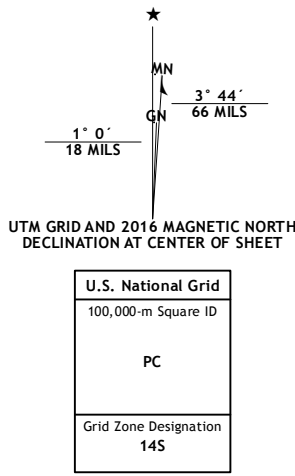 MN
GN
3° 44´
66 MILS
1° 0´
18 MILS
UTM GRID AND 2016 MAGNETIC NORTH
DECLINATION AT CENTER OF SHEET
U.S. National Grid
100,000-m Square ID
PC
Grid Zone Designation
14S